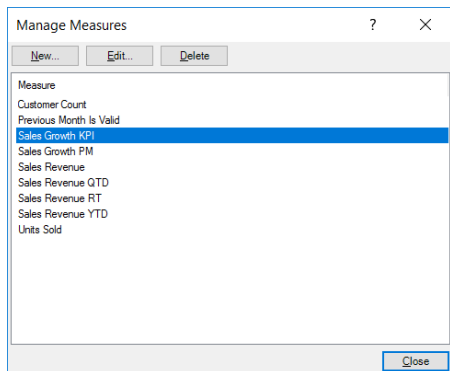 Manage Measures ?
New... Edit... Delete
Measure
Customer Count
Previous Month Is Valid
Sales Growth KPI
Sales Growth PM
Sales Revenue
Sales Revenue QTD
Sales Revenue RT
Sales Revenue YTD
Units Sold
Close